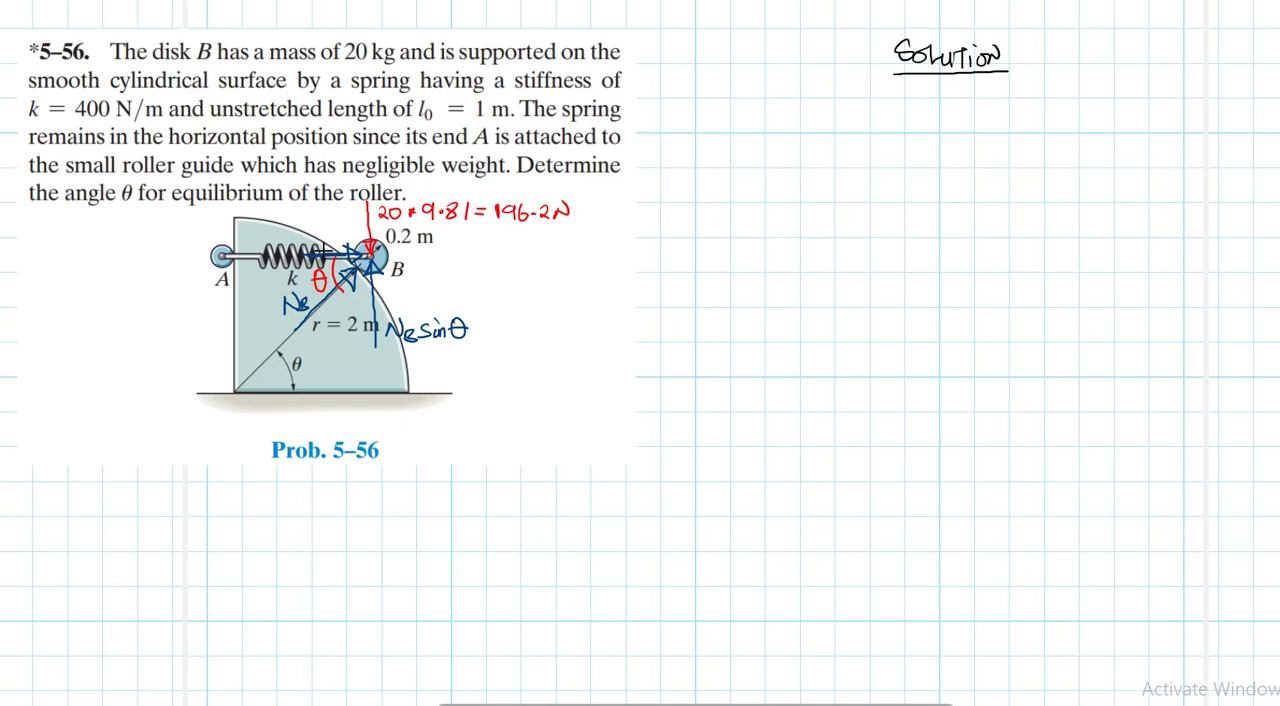 *5–56. The disk B has a mass of 20 kg and is supported on the
smooth cylindrical surface by a spring having a stiffness of
k = 400 N/m and unstretched length of l₀ = 1 m. The spring
remains in the horizontal position since its end A is attached to
the small roller guide which has negligible weight. Determine
the angle θ for equilibrium of the roller.
Solution
20*9.81=196.2N
0.2 m
A
k
θ
B
N_B
r = 2 m
N_B sinθ
θ
Prob. 5–56
Activate Window